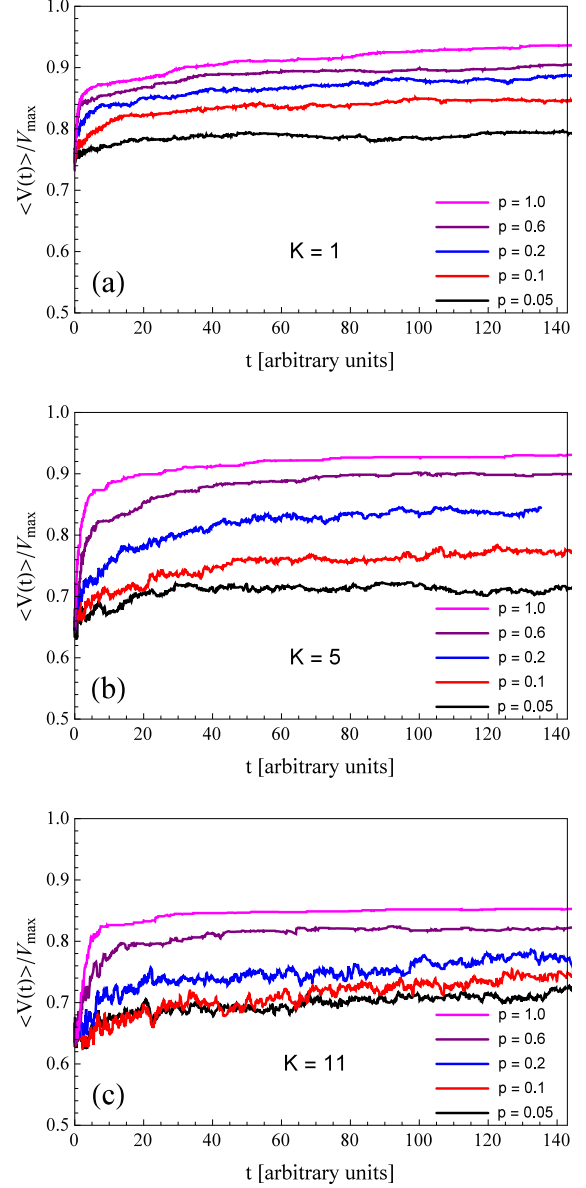 1.0
0.9
0.8
0.7
0.6
0.5
<V(t)>/Vmax
p = 1.0
p = 0.6
p = 0.2
p = 0.1
p = 0.05
K = 1
(a)
0 20 40 60 80 100 120 140
t [arbitrary units]
1.0
0.9
0.8
0.7
0.6
0.5
<V(t)>/Vmax
p = 1.0
p = 0.6
p = 0.2
p = 0.1
p = 0.05
K = 5
(b)
0 20 40 60 80 100 120 140
t [arbitrary units]
1.0
0.9
0.8
0.7
0.6
0.5
<V(t)>/Vmax
p = 1.0
p = 0.6
p = 0.2
p = 0.1
p = 0.05
K = 11
(c)
0 20 40 60 80 100 120 140
t [arbitrary units]